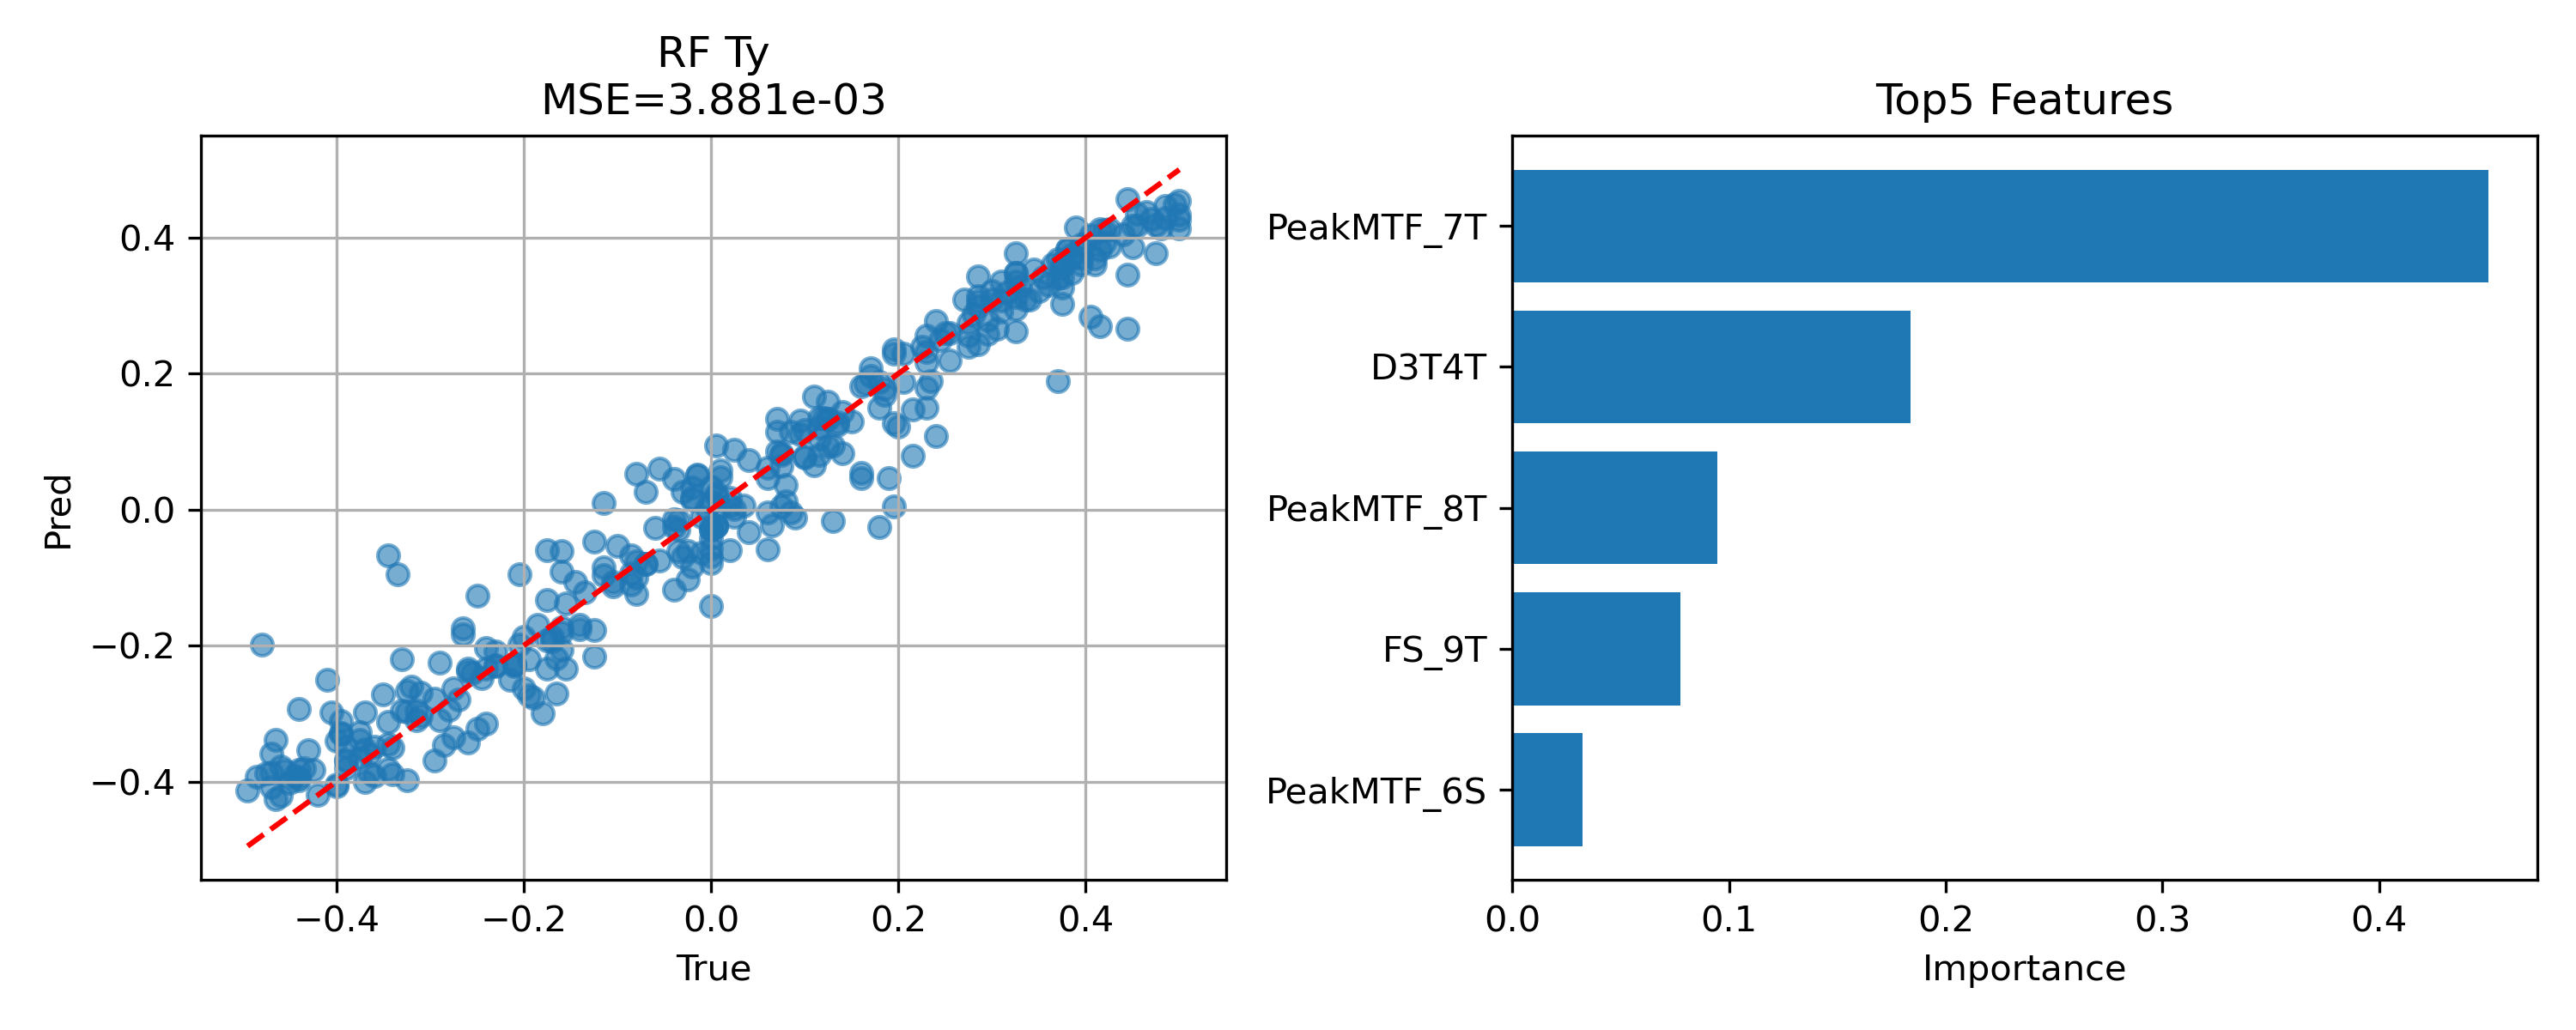 RF Ty
MSE=3.881e-03
0.4
0.2
0.0
−0.2
−0.4
Pred
−0.4 −0.2 0.0 0.2 0.4
True
Top5 Features
PeakMTF_7T
D3T4T
PeakMTF_8T
FS_9T
PeakMTF_6S
0.0 0.1 0.2 0.3 0.4
Importance